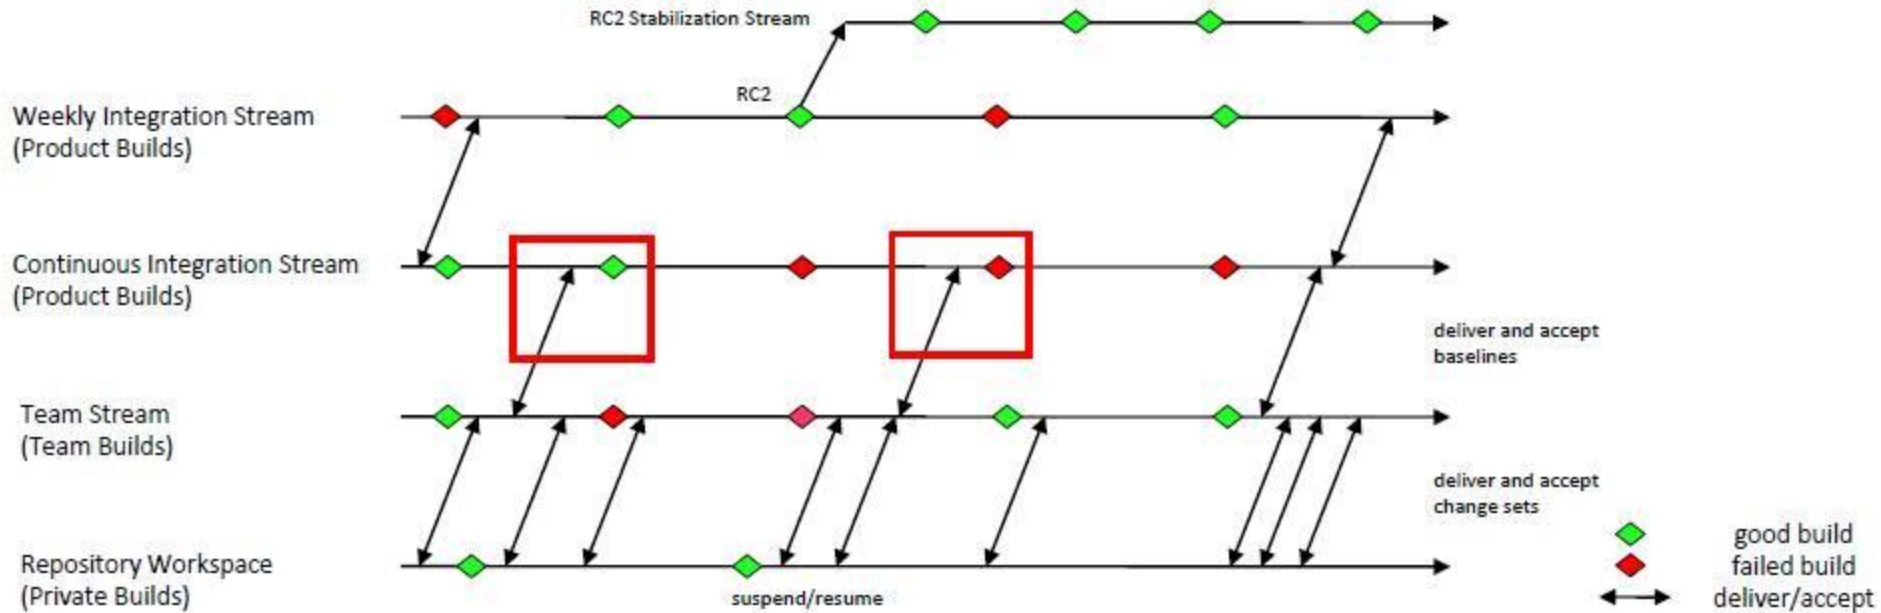 RC2 Stabilization Stream
RC2
Weekly Integration Stream
(Product Builds)
Continuous Integration Stream
(Product Builds)
deliver and accept
baselines
Team Stream
(Team Builds)
deliver and accept
change sets
Repository Workspace
(Private Builds)
suspend/resume
good build
failed build
deliver/accept